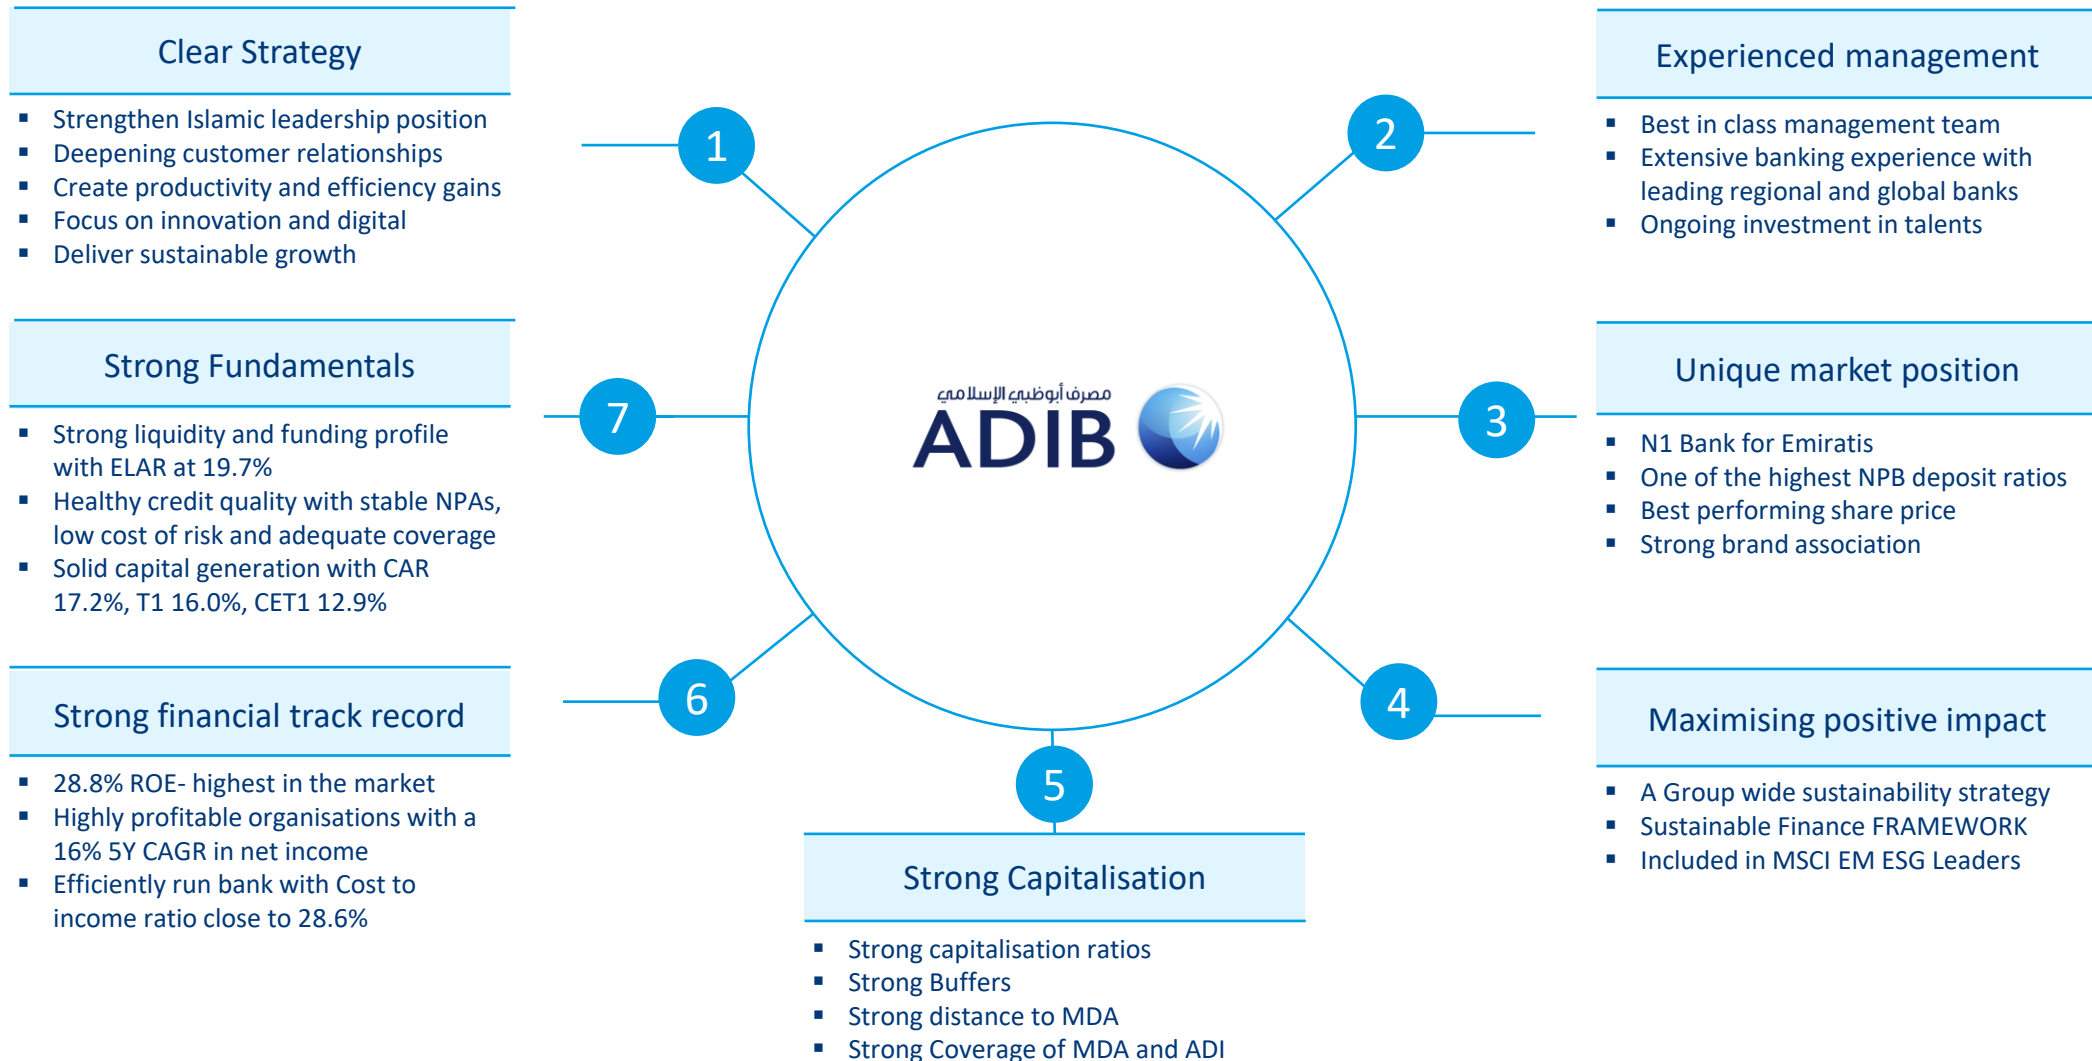 Clear Strategy
▪ Strengthen Islamic leadership position
▪ Deepening customer relationships
▪ Create productivity and efficiency gains
▪ Focus on innovation and digital
▪ Deliver sustainable growth
1
2
Experienced management
▪ Best in class management team
▪ Extensive banking experience with
leading regional and global banks
▪ Ongoing investment in talents
Strong Fundamentals
▪ Strong liquidity and funding profile
with ELAR at 19.7%
▪ Healthy credit quality with stable NPAs,
low cost of risk and adequate coverage
▪ Solid capital generation with CAR
17.2%, T1 16.0%, CET1 12.9%
7
مصرف أبوظبي الإسلامي
ADIB
3
Unique market position
▪ N1 Bank for Emiratis
▪ One of the highest NPB deposit ratios
▪ Best performing share price
▪ Strong brand association
Strong financial track record
▪ 28.8% ROE- highest in the market
▪ Highly profitable organisations with a
16% 5Y CAGR in net income
▪ Efficiently run bank with Cost to
income ratio close to 28.6%
6
4
Maximising positive impact
▪ A Group wide sustainability strategy
▪ Sustainable Finance FRAMEWORK
▪ Included in MSCI EM ESG Leaders
5
Strong Capitalisation
▪ Strong capitalisation ratios
▪ Strong Buffers
▪ Strong distance to MDA
▪ Strong Coverage of MDA and ADI